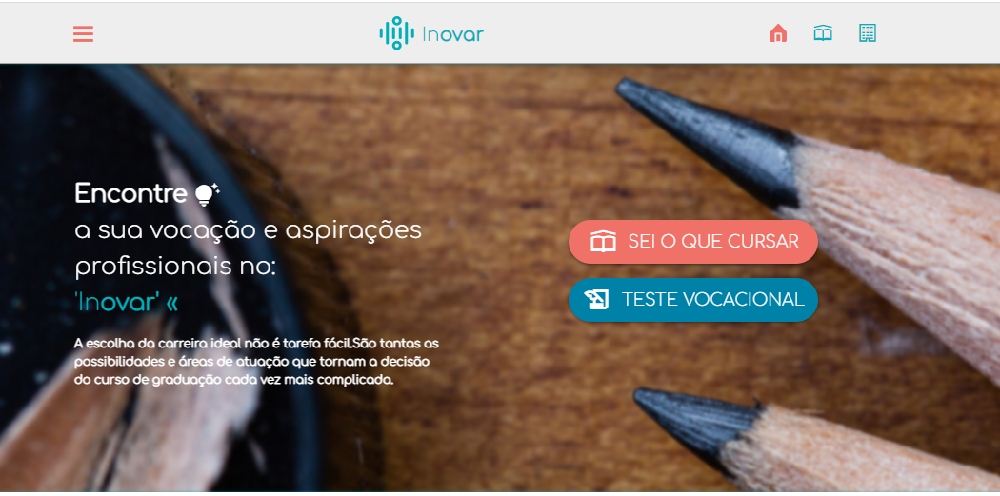 Inovar
Encontre
a sua vocação e aspirações
profissionais no:
'Inovar' «
A escolha da carreira ideal não é tarefa fácil.São tantas as
possibilidades e áreas de atuação que tornam a decisão
do curso de graduação cada vez mais complicada.
SEI O QUE CURSAR
TESTE VOCACIONAL